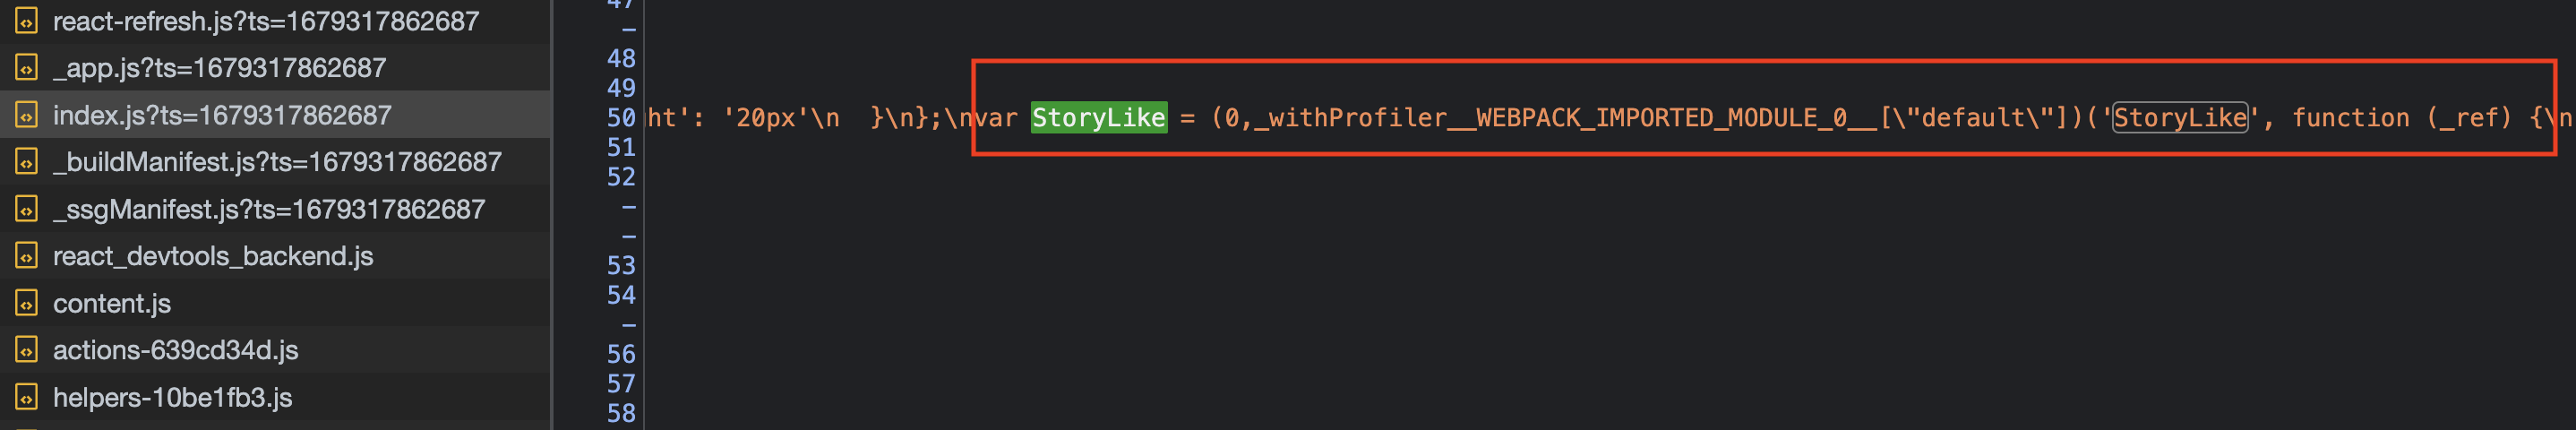 react-refresh.js?ts=1679317862687
_app.js?ts=1679317862687
index.js?ts=1679317862687
_buildManifest.js?ts=1679317862687
_ssgManifest.js?ts=1679317862687
react_devtools_backend.js
content.js
actions-639cd34d.js
helpers-10be1fb3.js
47
–
48
49
50 ht': '20px'\n  }\n};\nvar StoryLike = (0,_withProfiler__WEBPACK_IMPORTED_MODULE_0__[\"default\"])('StoryLike', function (_ref) {\n
51
52
–
–
53
54
–
56
57
58